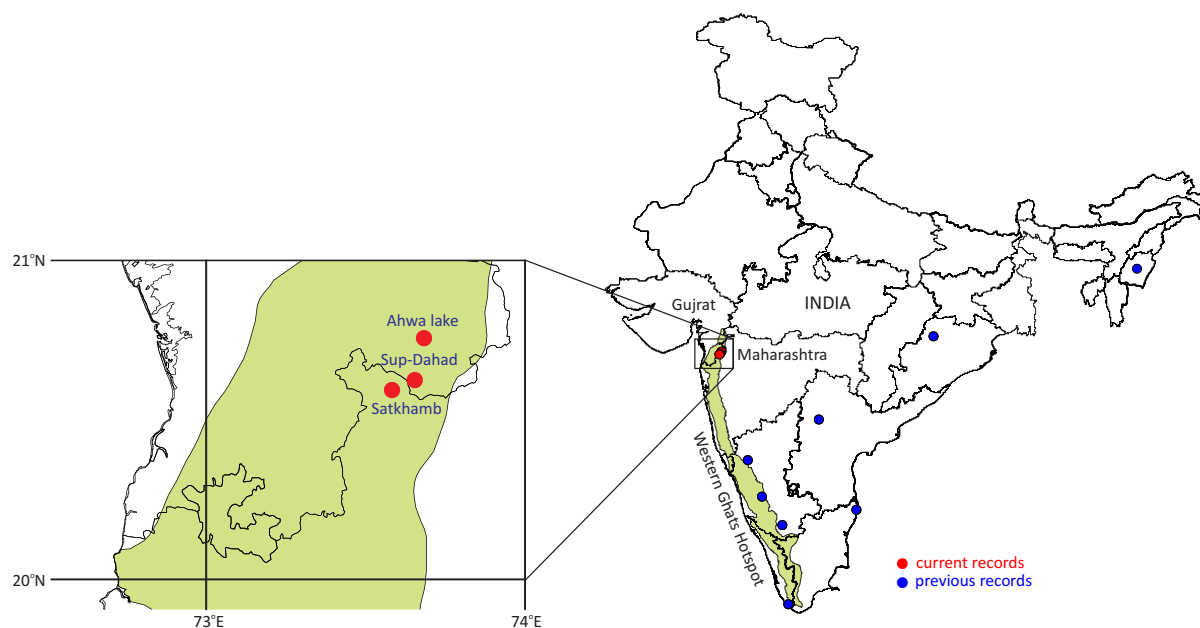 21°N
Ahwa lake
Sup-Dahad
Satkhamb
20°N
73°E
74°E
Gujrat
INDIA
Maharashtra
Western Ghats Hotspot
current records
previous records